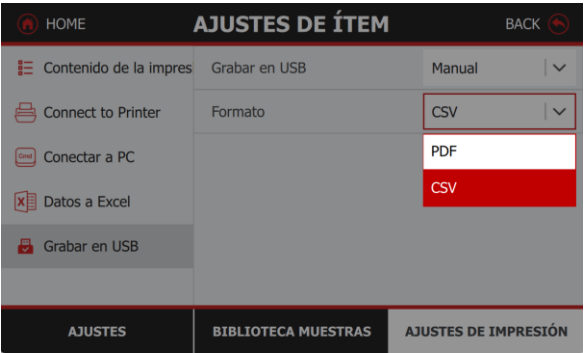 HOME AJUSTES DE ÍTEM BACK
Contenido de la impres
Grabar en USB Manual
Connect to Printer
Formato CSV
PDF
CSV
Cmd Conectar a PC
Datos a Excel
Grabar en USB
AJUSTES BIBLIOTECA MUESTRAS AJUSTES DE IMPRESIÓN